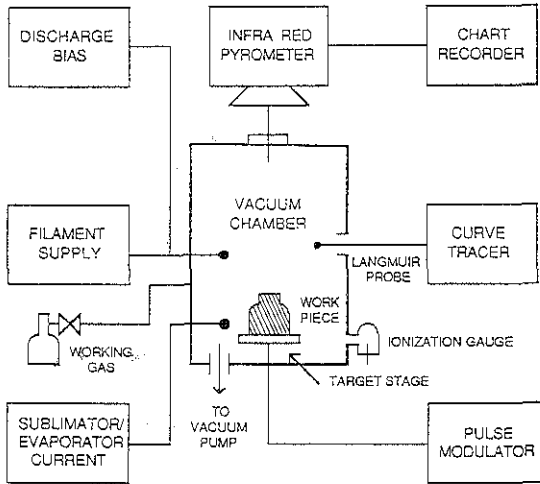 DISCHARGE
BIAS
INFRA RED
PYROMETER
CHART
RECORDER
VACUUM
CHAMBER
FILAMENT
SUPPLY
LANGMUIR
PROBE
CURVE
TRACER
WORK
PIECE
WORKING
GAS
IONIZATION GAUGE
TARGET STAGE
TO
VACUUM
PUMP
SUBLIMATOR/
EVAPORATOR
CURRENT
PULSE
MODULATOR